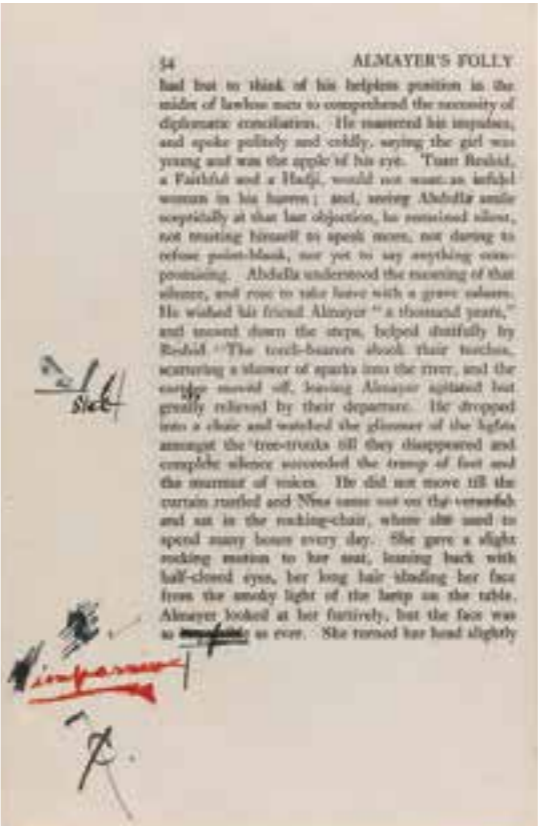 54 ALMAYER'S FOLLY
had but to think of his helpless position in the
midst of lawless men to comprehend the necessity of
diplomatic conciliation. He mastered his impulses,
and spoke politely and coldly, saying the girl was
young and was the apple of his eye. Tuan Reshid,
a Faithful and a Hadji, would not want an infidel
woman in his harem; and, seeing Abdulla smile
sceptically at that last objection, he remained silent,
not trusting himself to speak more, not daring to
refuse point-blank, nor yet to say anything com-
promising. Abdulla understood the meaning of that
silence, and rose to take leave with a grave salaam.
He wished his friend Almayer "a thousand years,"
and moved down the steps, helped dutifully by
Reshid. The torch-bearers shook their torches,
scattering a shower of sparks into the river, and the
moved off, leaving Almayer agitated but
greatly relieved by their departure. He dropped
into a chair and watched the glimmer of the lights
amongst the tree-trunks till they disappeared and
complete silence succeeded the tramp of feet and
the murmur of voices. He did not move till the
curtain rustled and Nina came out on the verandah
and sat in the rocking-chair, where she used to
spend many hours every day. She gave a slight
rocking motion to her seat, leaning back with
half-closed eyes, her long hair shading her face
from the smoky light of the lamp on the table.
Almayer looked at her furtively, but the face was
as as ever. She turned her head slightly